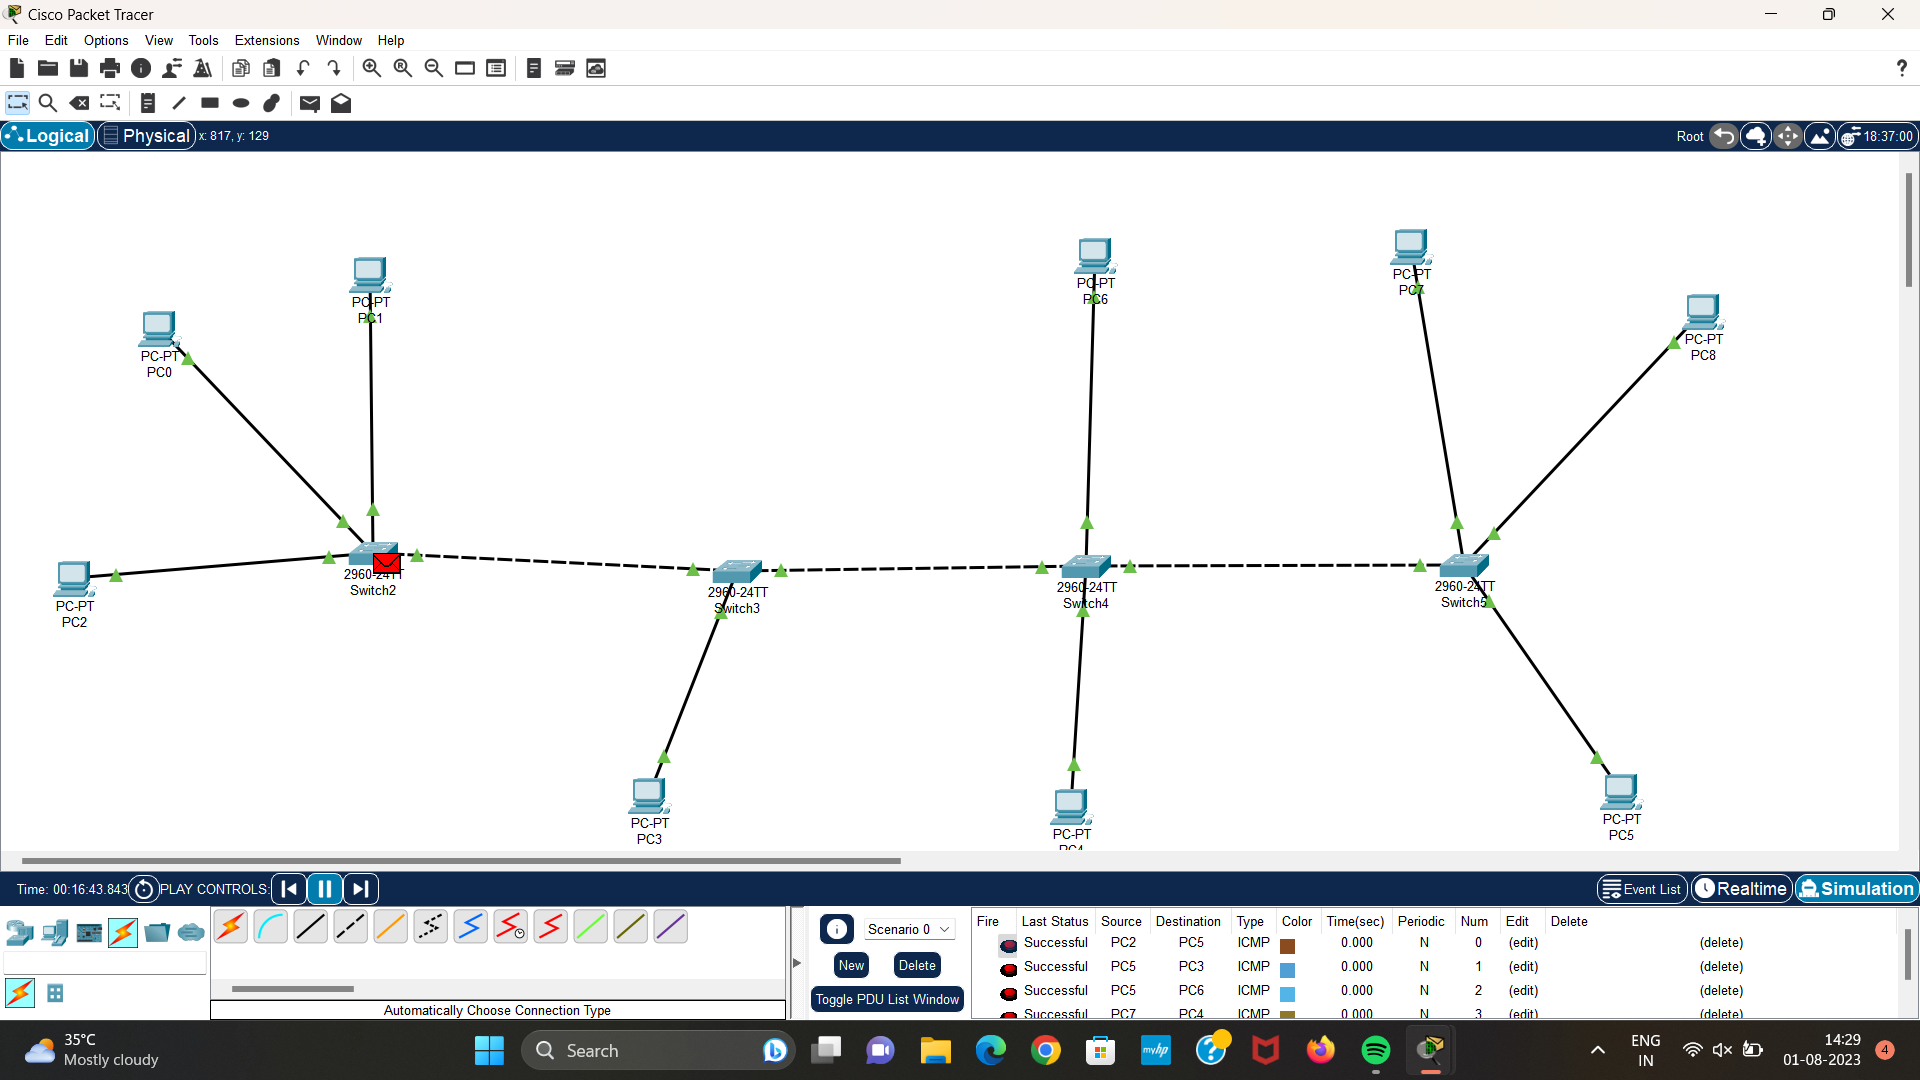 Cisco Packet Tracer
File Edit Options View Tools Extensions Window Help
Logical Physical x: 817, y: 129 Root 18:37:00
PC-PT
PC6
PC-PT
PC7
PC-PT
PC1
PC-PT
PC8
PC-PT
PC0
2960-24TT
Switch2
2960-24TT
Switch3
2960-24TT
Switch4
2960-24TT
Switch5
PC-PT
PC2
PC-PT
PC3
PC-PT
PC4
PC-PT
PC5
Time: 00:16:43.843 PLAY CONTROLS: Event List Realtime Simulation
Scenario 0
New Delete
Toggle PDU List Window
Automatically Choose Connection Type
Fire Last Status Source Destination Type Color Time(sec) Periodic Num Edit Delete
Successful PC2 PC5 ICMP 0.000 N 0 (edit) (delete)
Successful PC5 PC3 ICMP 0.000 N 1 (edit) (delete)
Successful PC5 PC6 ICMP 0.000 N 2 (edit) (delete)
Successful PC7 PC4 ICMP 0.000 N 3 (edit) (delete)
35°C
Mostly cloudy
Search
myhp
ENG
IN
14:29
01-08-2023
4